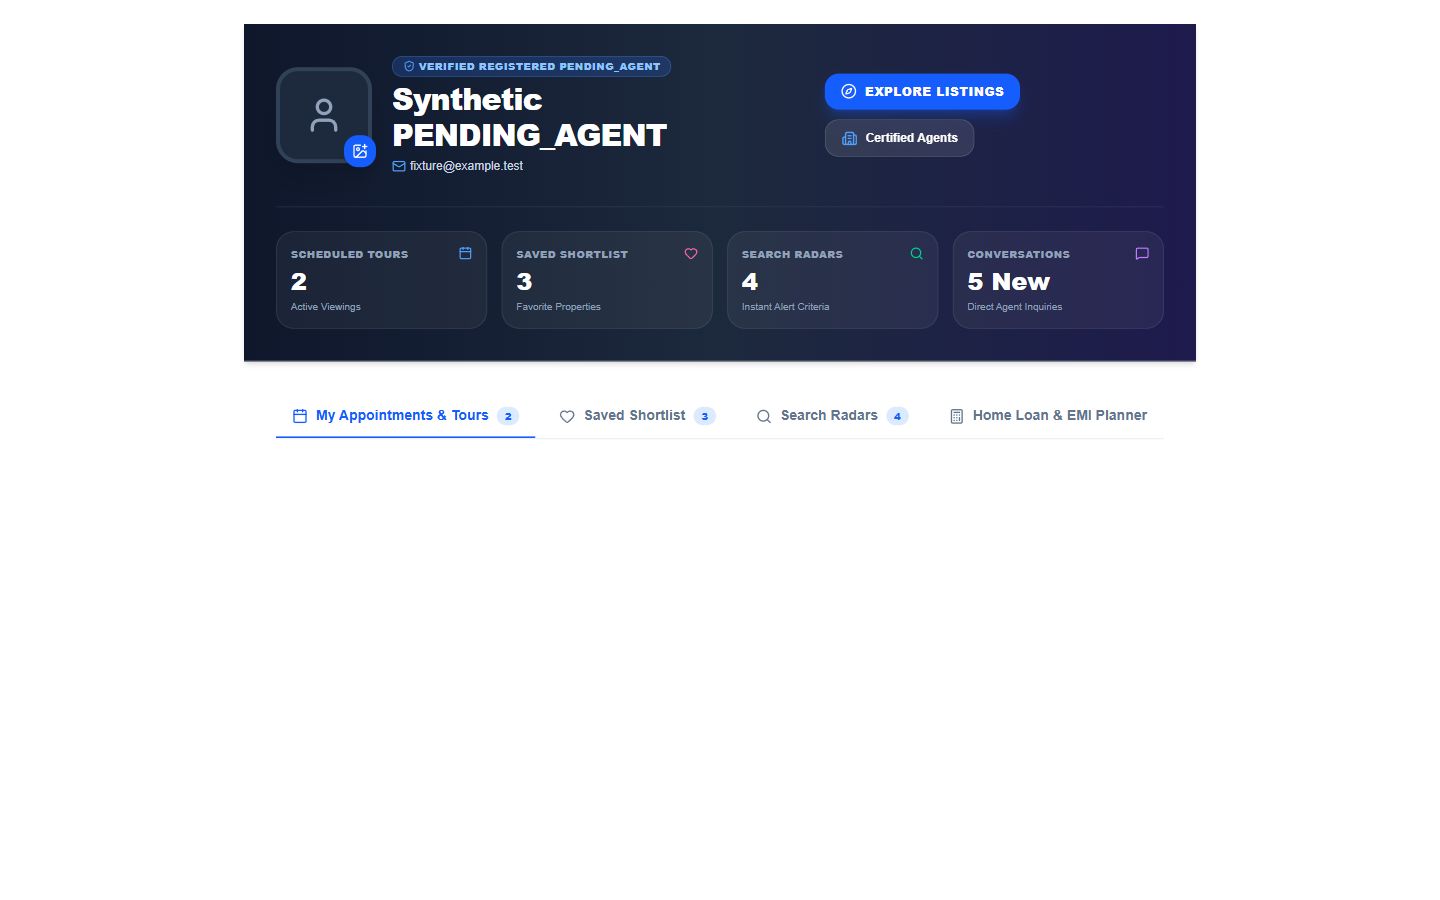 VERIFIED REGISTERED PENDING_AGENT
Synthetic
PENDING_AGENT
fixture@example.test
EXPLORE LISTINGS
Certified Agents
SCHEDULED TOURS
2
Active Viewings
SAVED SHORTLIST
3
Favorite Properties
SEARCH RADARS
4
Instant Alert Criteria
CONVERSATIONS
5 New
Direct Agent Inquiries
My Appointments & Tours 2
Saved Shortlist 3
Search Radars 4
Home Loan & EMI Planner